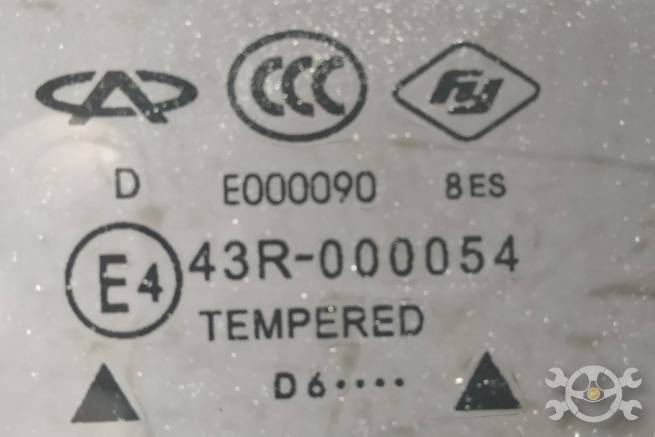 CCC fy
D E000090 8ES
E4 43R-000054
TEMPERED
D6••••